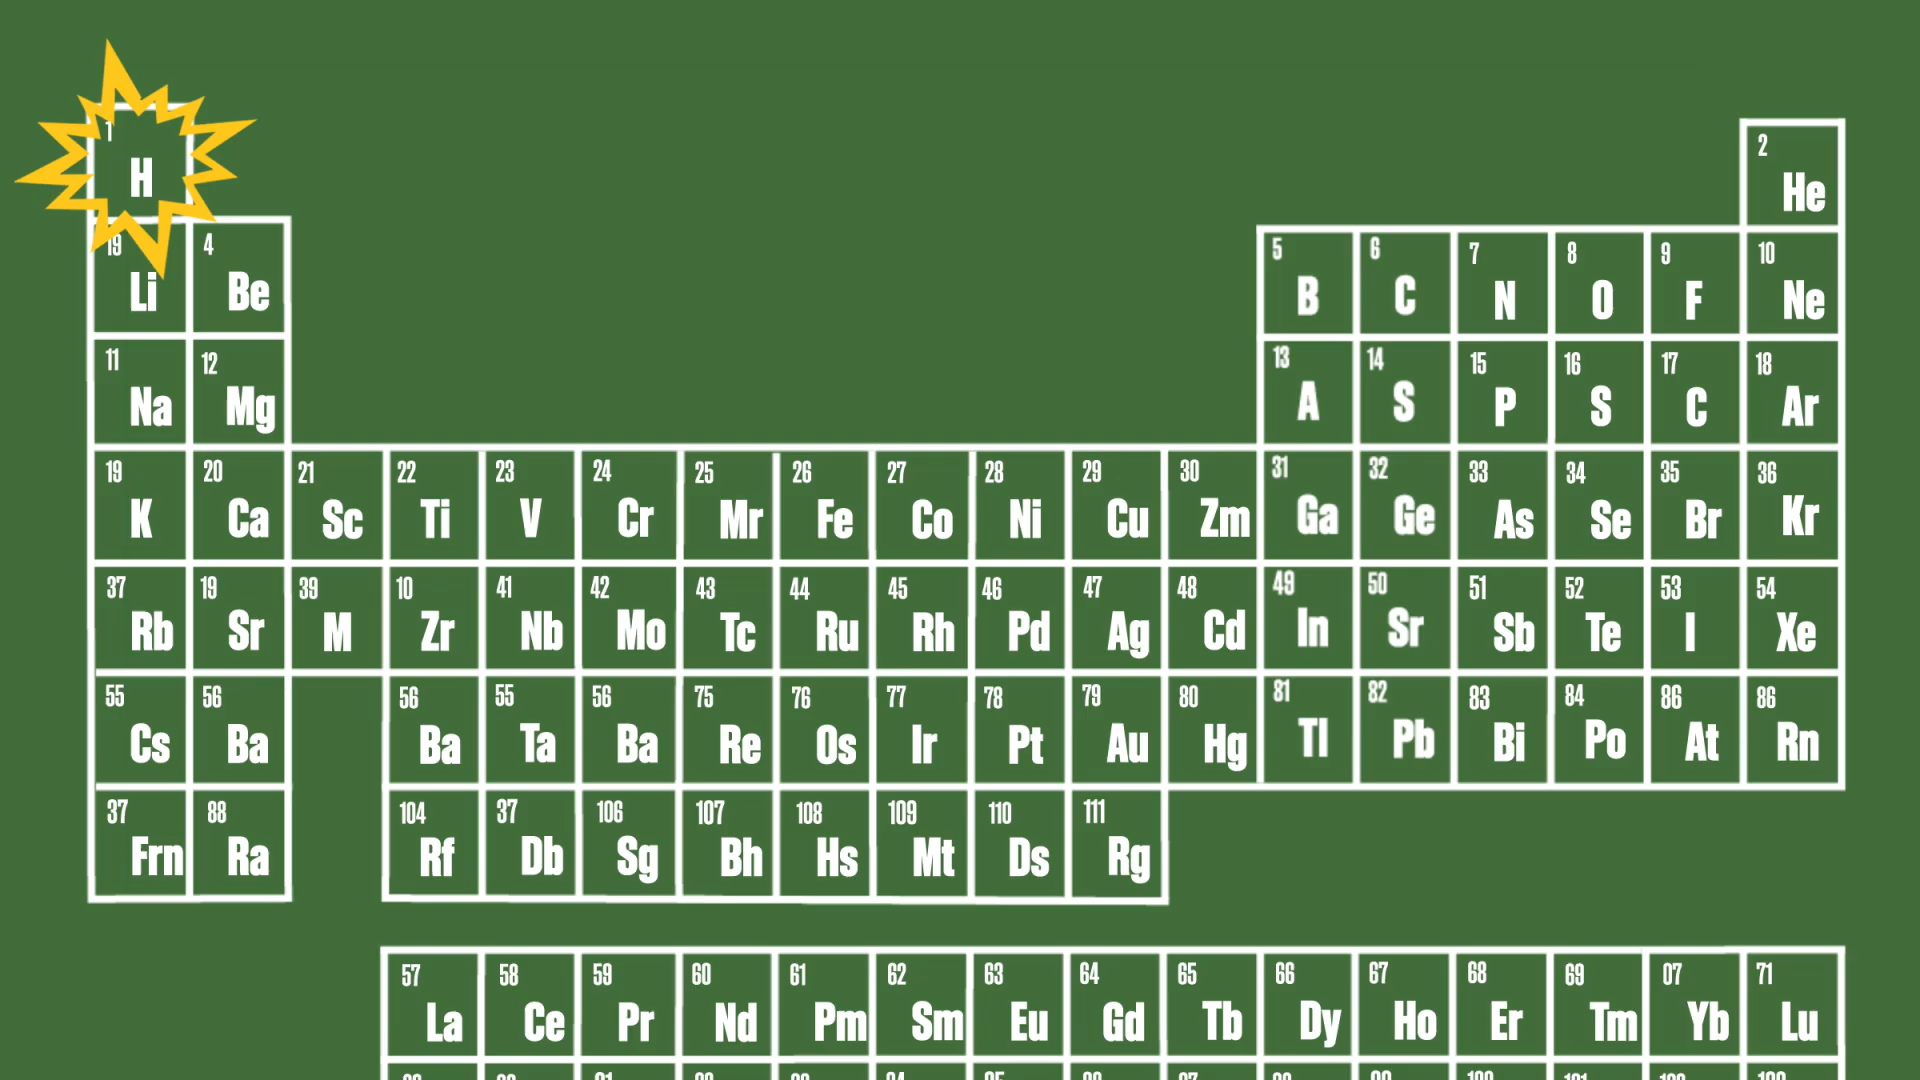 1 2
H He
19 4 5 6 7 8 9 10
Li Be B C N O F Ne
11 12 13 14 15 16 17 18
Na Mg A S P S C Ar
19 20 21 22 23 24 25 26 27 28 29 30 31 32 33 34 35 36
K Ca Sc Ti V Cr Mr Fe Co Ni Cu Zm Ga Ge As Se Br Kr
37 19 39 10 41 42 43 44 45 46 47 48 49 50 51 52 53 54
Rb Sr M Zr Nb Mo Tc Ru Rh Pd Ag Cd In Sr Sb Te I Xe
55 56 56 55 56 75 76 77 78 79 80 81 82 83 84 86 86
Cs Ba Ba Ta Ba Re Os Ir Pt Au Hg Tl Pb Bi Po At Rn
37 88 104 37 106 107 108 109 110 111
Frn Ra Rf Db Sg Bh Hs Mt Ds Rg
57 58 59 60 61 62 63 64 65 66 67 68 69 07 71
La Ce Pr Nd Pm Sm Eu Gd Tb Dy Ho Er Tm Yb Lu